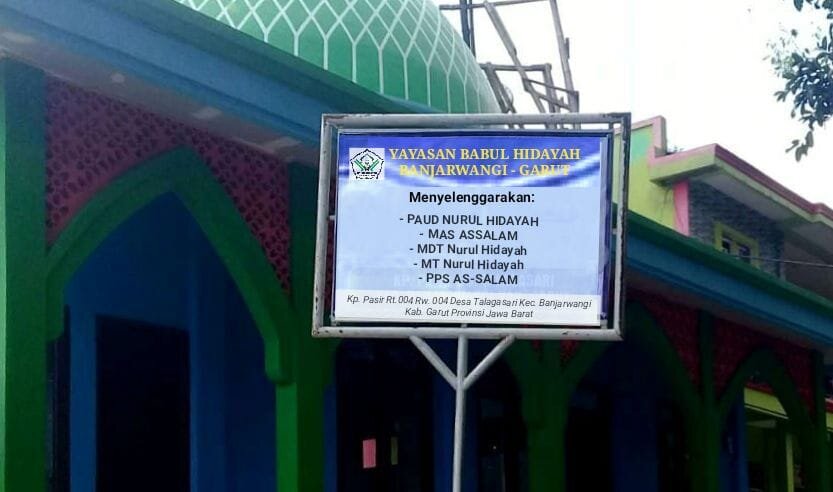 YAYASAN BABUL HIDAYAH
BANJARWANGI - GARUT
Menyelenggarakan:
- PAUD NURUL HIDAYAH
- MAS ASSALAM
- MDT Nurul Hidayah
- MT Nurul Hidayah
- PPS AS-SALAM
Kp. Pasir Rt.004 Rw. 004 Desa Talagasari Kec. Banjarwangi
Kab. Garut Provinsi Jawa Barat